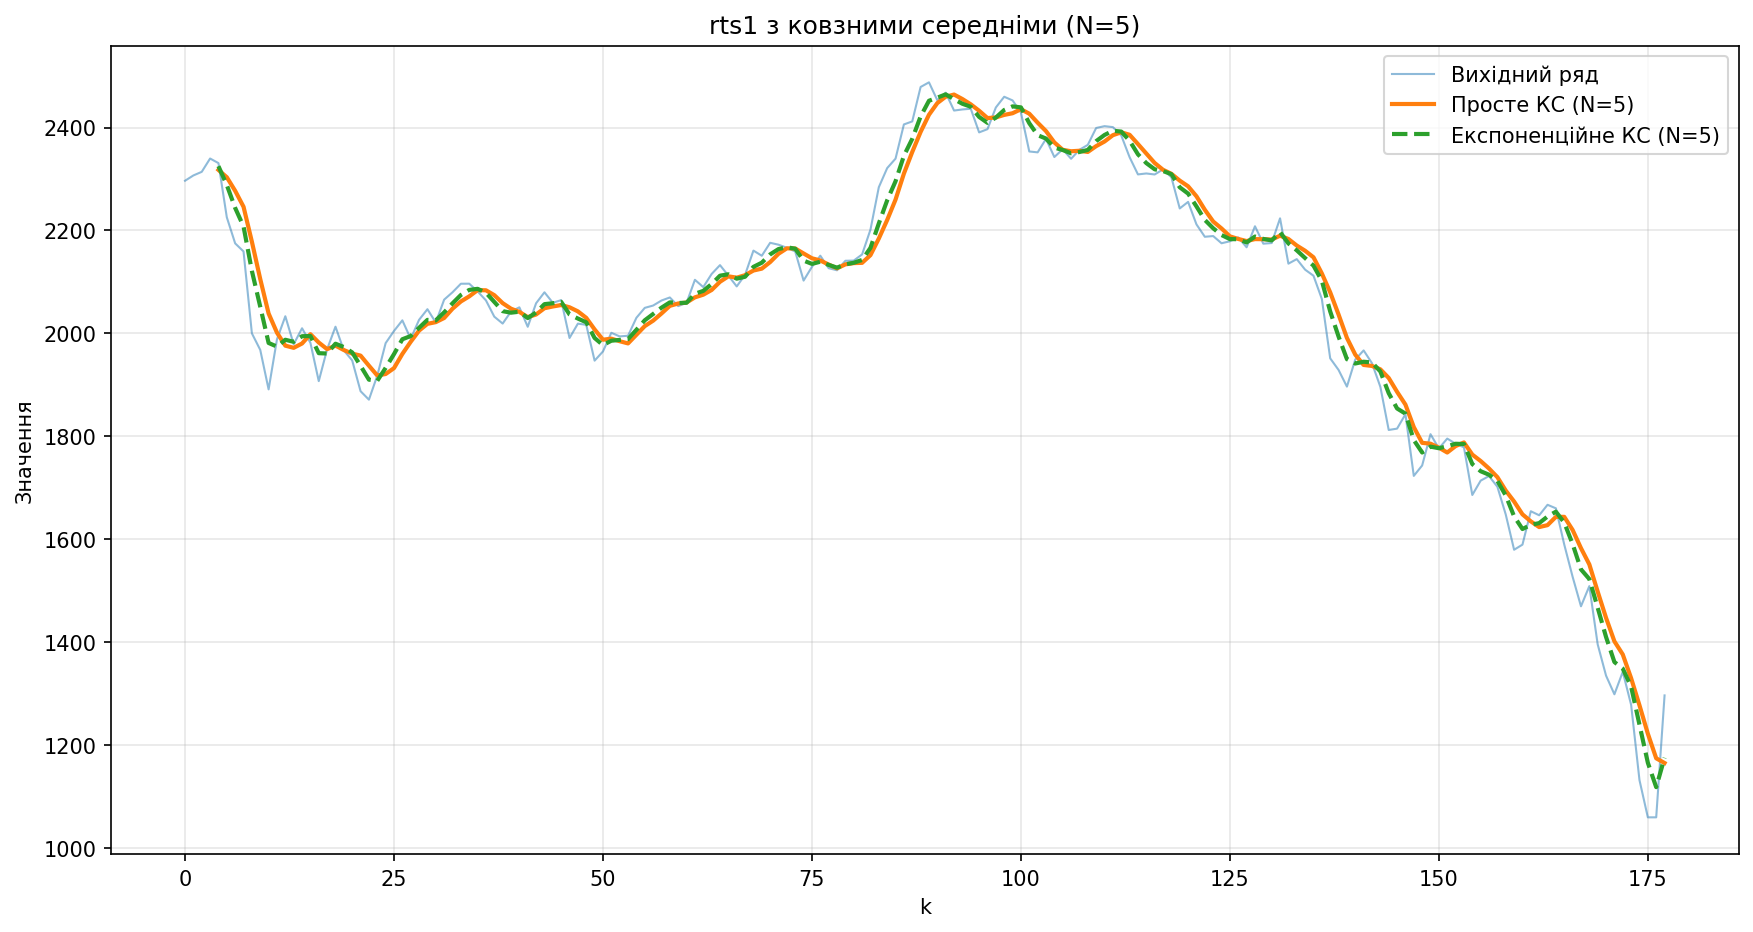 rts1 з ковзними середніми (N=5)
Вихідний ряд
Просте КС (N=5)
Експоненційне КС (N=5)
Значення
2400
2200
2000
1800
1600
1400
1200
1000
0 25 50 75 100 125 150 175
k